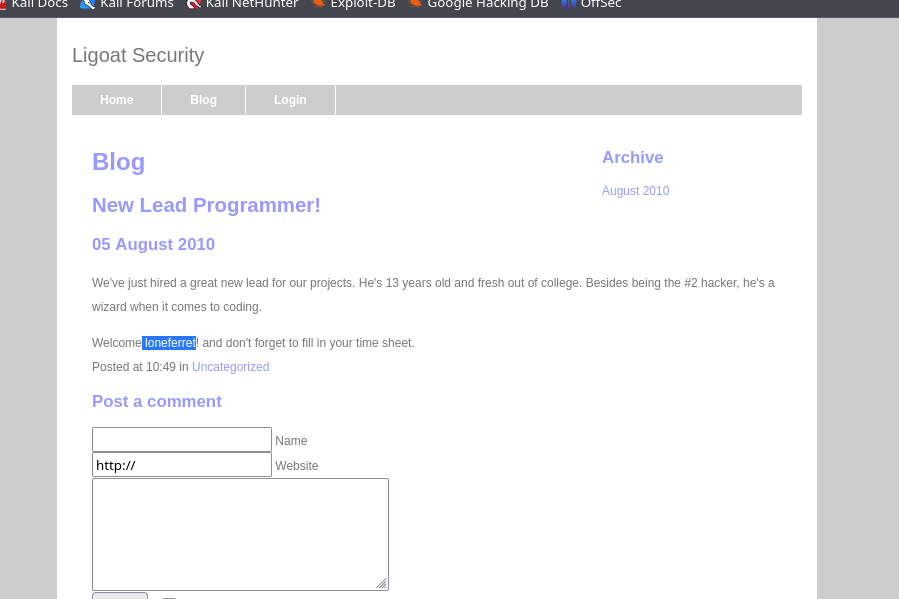 Kali Docs Kali Forums Kali NetHunter Exploit-DB Google Hacking DB OffSec
Ligoat Security
Home Blog Login
Blog
Archive
August 2010
New Lead Programmer!
05 August 2010
We've just hired a great new lead for our projects. He's 13 years old and fresh out of college. Besides being the #2 hacker, he's a
wizard when it comes to coding.
Welcome loneferret! and don't forget to fill in your time sheet.
Posted at 10:49 in Uncategorized
Post a comment
Name
http:// Website